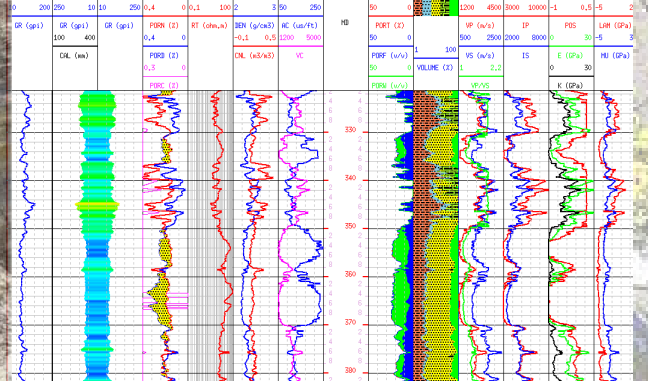 10 200 250 10 10 250 0,4 0 0,1 100 2 3 50 250 MD 50 0 1200 4500 3000 10000 -1 0.5 -5
GR (gpi) GR (gpi) GR (gpi) PORN (%) RT (ohm,m) DEN (g/cm3) AC (us/ft) PORT (%) VP (m/s) IP POS LAM (GPa)
100 400 0,4 0 -0,1 0,5 1200 5000 50 0 500 2500 2000 8000 -5
CAL (mm) PORD (%) CNL (m3/m3) VC PORF (v/v) 1 100 VS (m/s) IS E (GPa) MU (GPa)
0.3 0 50 0 VOLUME (%) 1 2.2 0 30
PORC (%) PORW (v/v) VP/VS K (GPa)
330
340
350
360
370
380